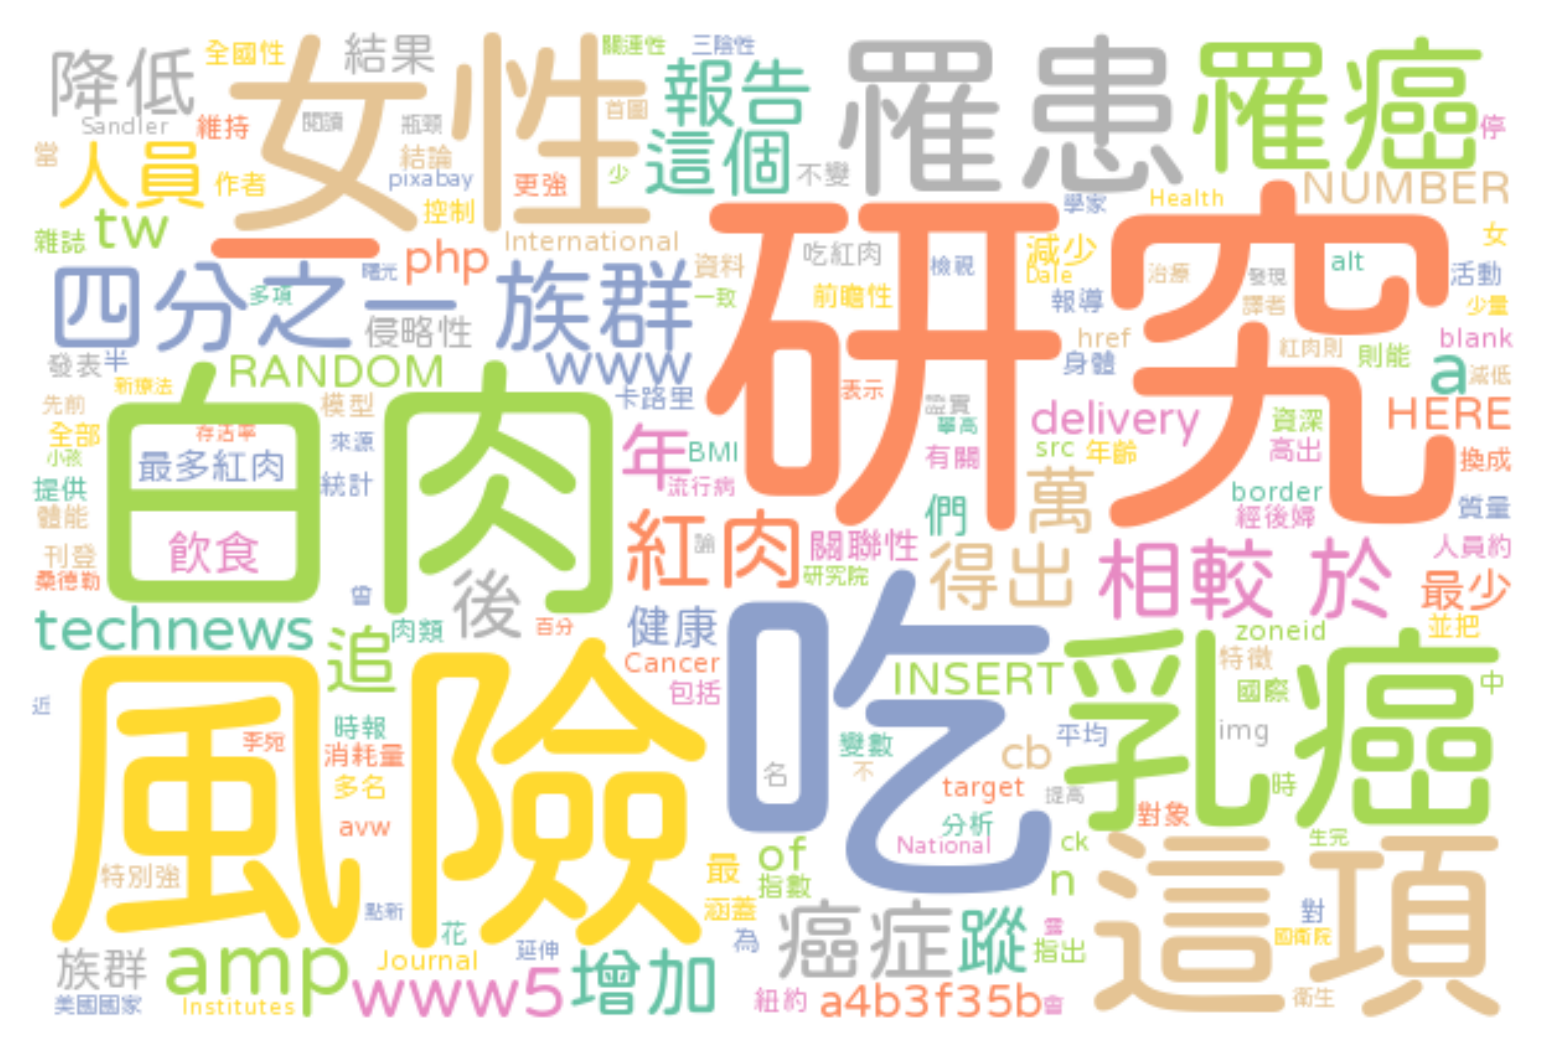 降低
全國性
女性
結果
關連性
三陰性
報告
罹患
罹癌
Sandler
維持
閱讀
瓶頸
首圖
停
當
人員
作者
結論
pixabay
更強
少
這個
不變
控制
學家
Health
NUMBER
雜誌
tw
一
php
International
研究
吃紅肉
檢視
減少
Dale
治療
發現
alt
女
四分之一
曙光
多項
族群
資料
一致
前瞻性
報導
譯者
活動
少量
侵略性
發表
半
RANDOM
www
href
身體
紅肉則
則能
blank
a
減低
新療法
白肉
模型
卡路里
表示
證實
攀高
delivery
資深
HERE
先前
全部
小孩
存活率
來源
最多紅肉
年
BMI
有關
src
年齡
高出
換成
提供
體能
統計
流行病
們
萬
border
經後婦
質量
刊登
桑德勒
飲食
紅肉
論
關聯性
研究院
得出
相較於
人員約
最少
曾
後
technews
追
肉類
百分
健康
吃
zoneid
並把
風險
Cancer
包括
INSERT
乳癌
特徵
國際
中
近
李宛
時報
消耗量
多名
avw
名
變數
不
cb
平均
img
target
提高
時
對象
分析
National
ck
生完
特別強
點新
最
of
指數
n
這項
涵蓋
為
癌症
蹤
露
指出
對
國衛院
族群
amp
花
Journal
延伸
增加
美國國家
Institutes
www5
紐約
a4b3f35b
會
衛生